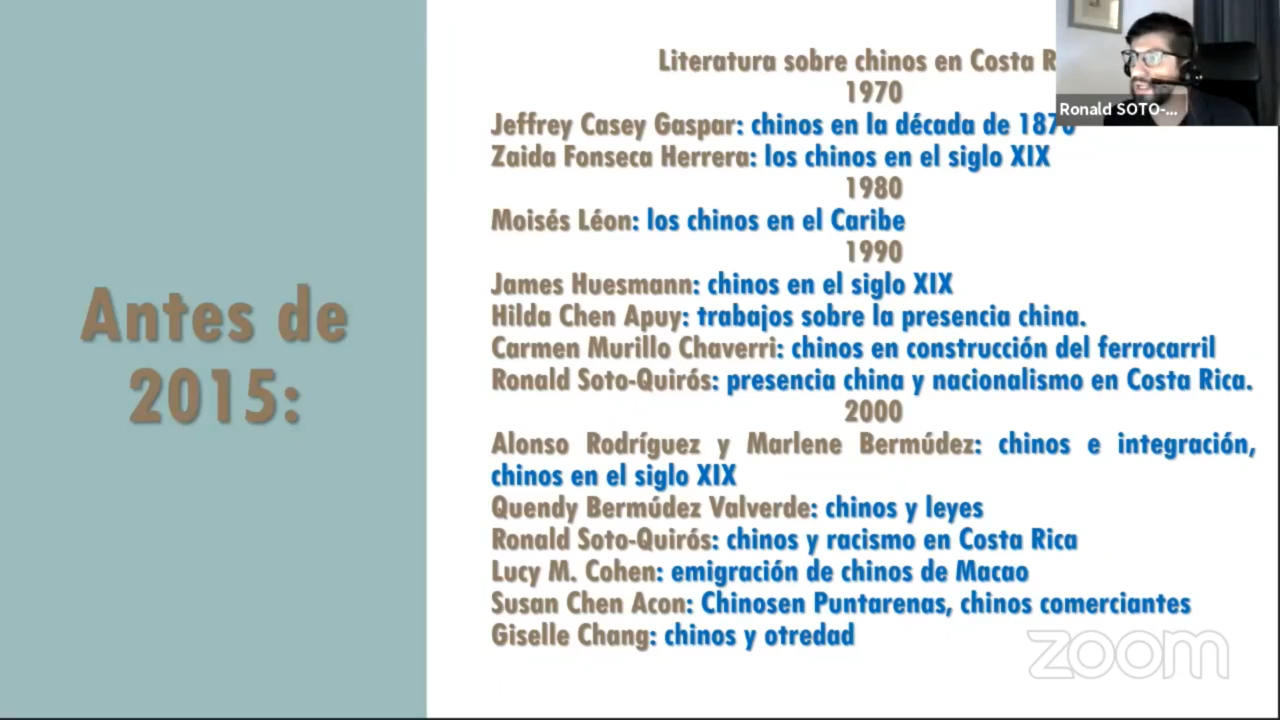 Antes de
2015:
Literatura sobre chinos en Costa R
1970
Jeffrey Casey Gaspar: chinos en la década de 1870
Zaida Fonseca Herrera: los chinos en el siglo XIX
1980
Moisés Léon: los chinos en el Caribe
1990
James Huesmann: chinos en el siglo XIX
Hilda Chen Apuy: trabajos sobre la presencia china.
Carmen Murillo Chaverri: chinos en construcción del ferrocarril
Ronald Soto-Quirós: presencia china y nacionalismo en Costa Rica.
2000
Alonso Rodríguez y Marlene Bermúdez: chinos e integración,
chinos en el siglo XIX
Quendy Bermúdez Valverde: chinos y leyes
Ronald Soto-Quirós: chinos y racismo en Costa Rica
Lucy M. Cohen: emigración de chinos de Macao
Susan Chen Acon: Chinosen Puntarenas, chinos comerciantes
Giselle Chang: chinos y otredad
Ronald SOTO-...
zoom